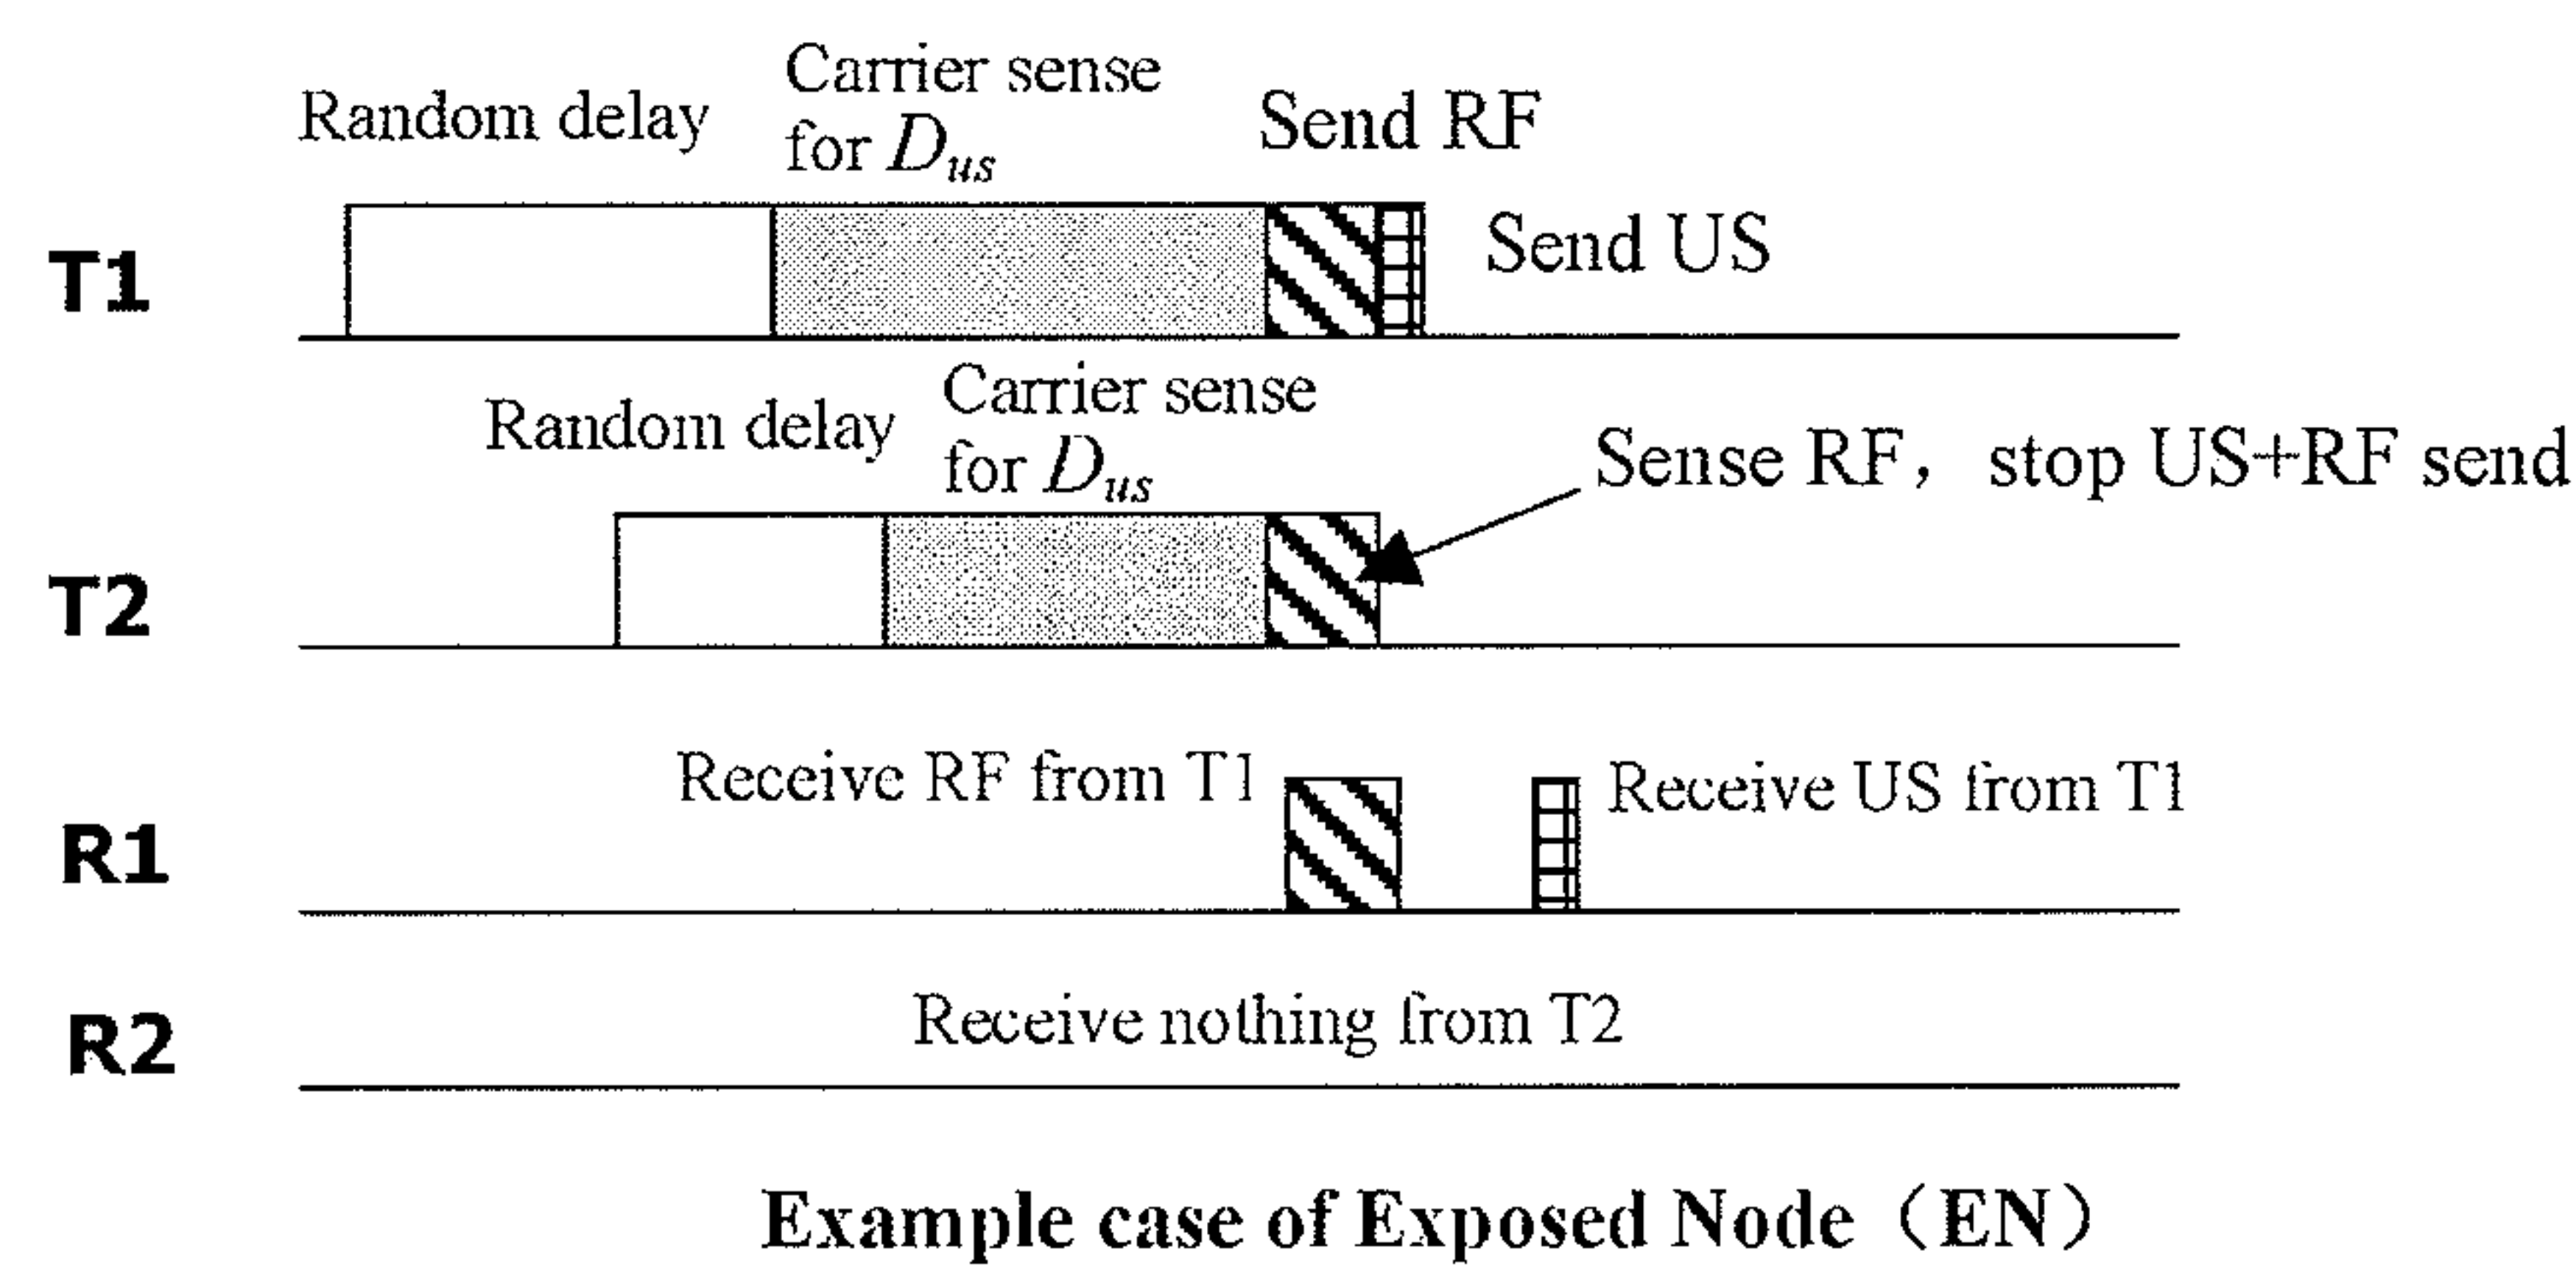 Random delay
Carrier sense
for Dus
Send RF
T1
Send US
Random delay
Carrier sense
for Dus
Sense RF, stop US+RF send
T2
Receive RF from T1
Receive US from T1
R1
R2
Receive nothing from T2
Example case of Exposed Node (EN)